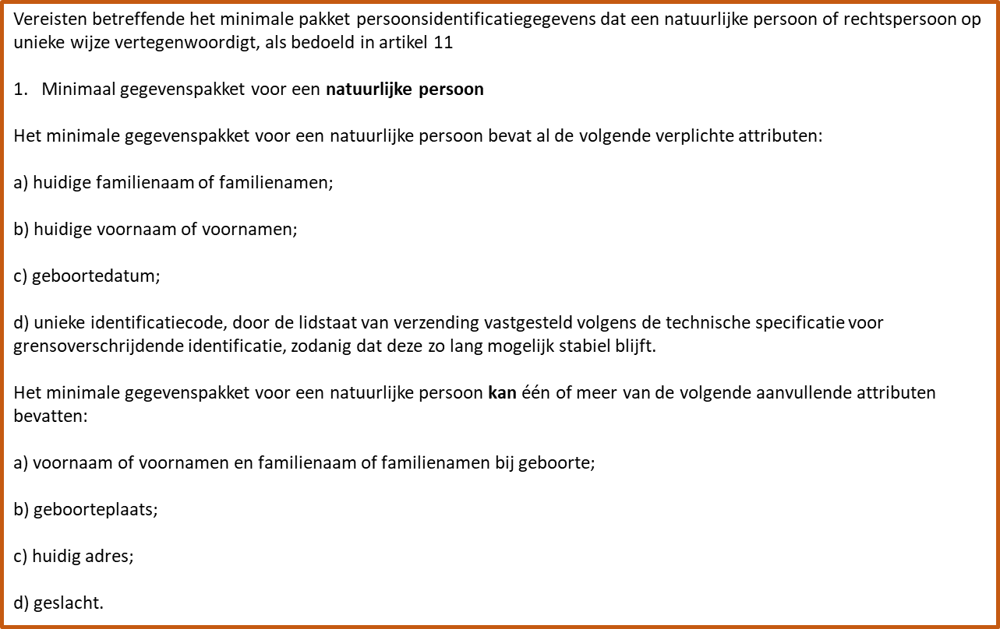 Vereisten betreffende het minimale pakket persoonsidentificatiegegevens dat een natuurlijke persoon of rechtspersoon op
unieke wijze vertegenwoordigt, als bedoeld in artikel 11
1. Minimaal gegevenspakket voor een natuurlijke persoon
Het minimale gegevenspakket voor een natuurlijke persoon bevat al de volgende verplichte attributen:
a) huidige familienaam of familienamen;
b) huidige voornaam of voornamen;
c) geboortedatum;
d) unieke identificatiecode, door de lidstaat van verzending vastgesteld volgens de technische specificatie voor
grensoverschrijdende identificatie, zodanig dat deze zo lang mogelijk stabiel blijft.
Het minimale gegevenspakket voor een natuurlijke persoon kan één of meer van de volgende aanvullende attributen
bevatten:
a) voornaam of voornamen en familienaam of familienamen bij geboorte;
b) geboorteplaats;
c) huidig adres;
d) geslacht.